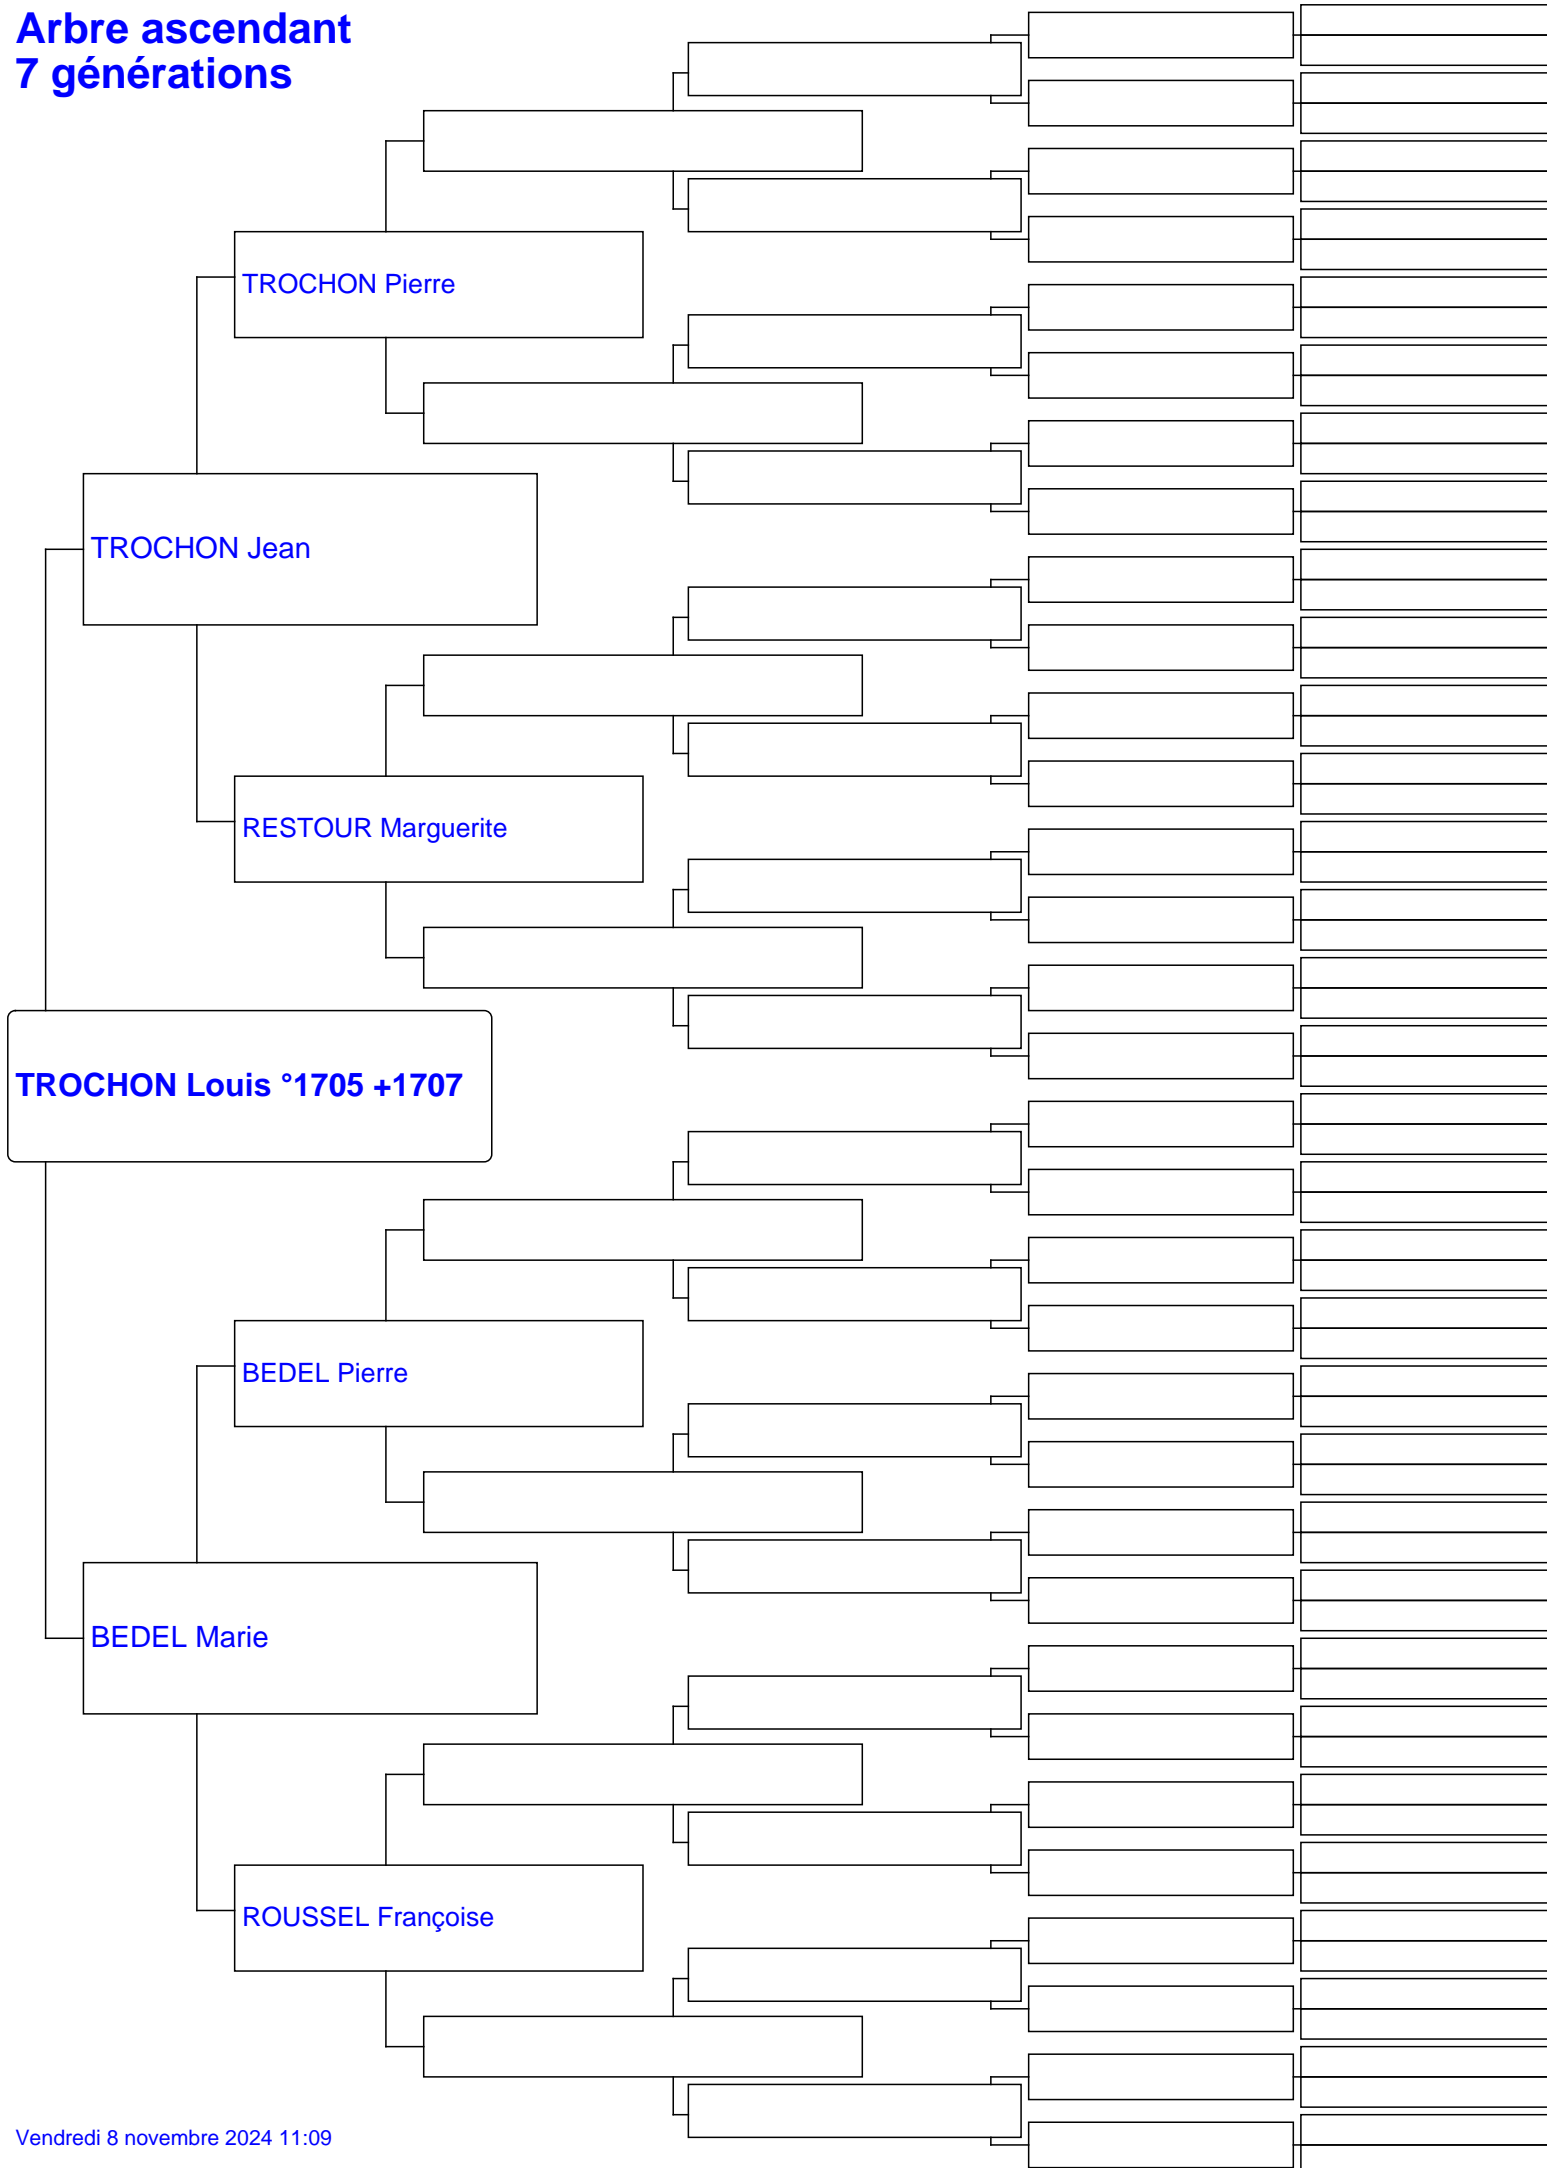 Arbre ascendant
7 générations
TROCHON Pierre
TROCHON Jean
RESTOUR Marguerite
TROCHON Louis °1705 +1707
BEDEL Pierre
BEDEL Marie
ROUSSEL Françoise
Vendredi 8 novembre 2024 11:09